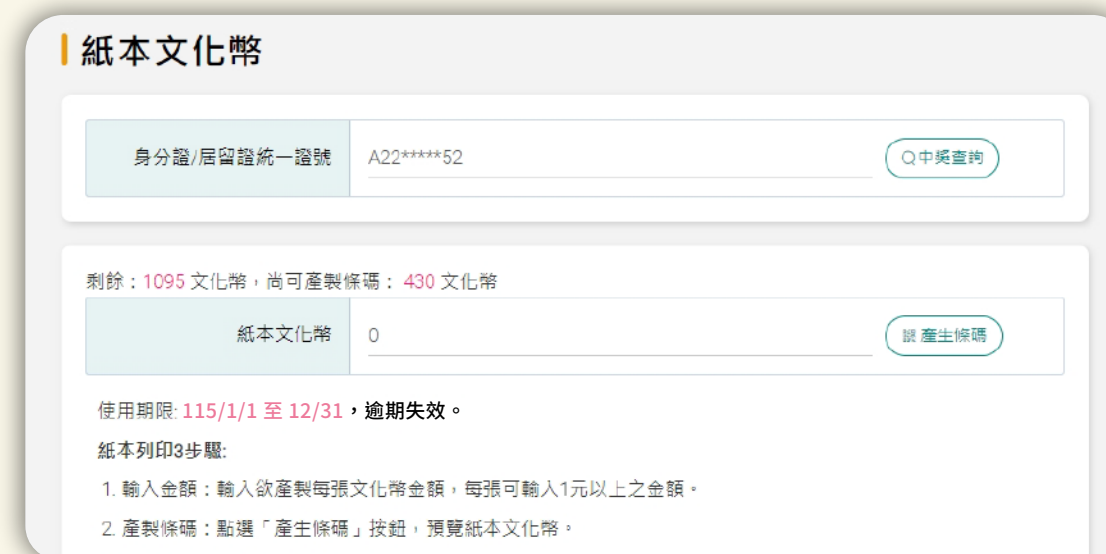 紙本文化幣
身分證/居留證統一證號 A22*****52 中獎查詢
剩餘：1095 文化幣，尚可產製條碼： 430 文化幣
紙本文化幣 0 產生條碼
使用期限: 115/1/1 至 12/31，逾期失效。
紙本列印3步驟:
1. 輸入金額：輸入欲產製每張文化幣金額，每張可輸入1元以上之金額。
2. 產製條碼：點選「產生條碼」按鈕，預覽紙本文化幣。